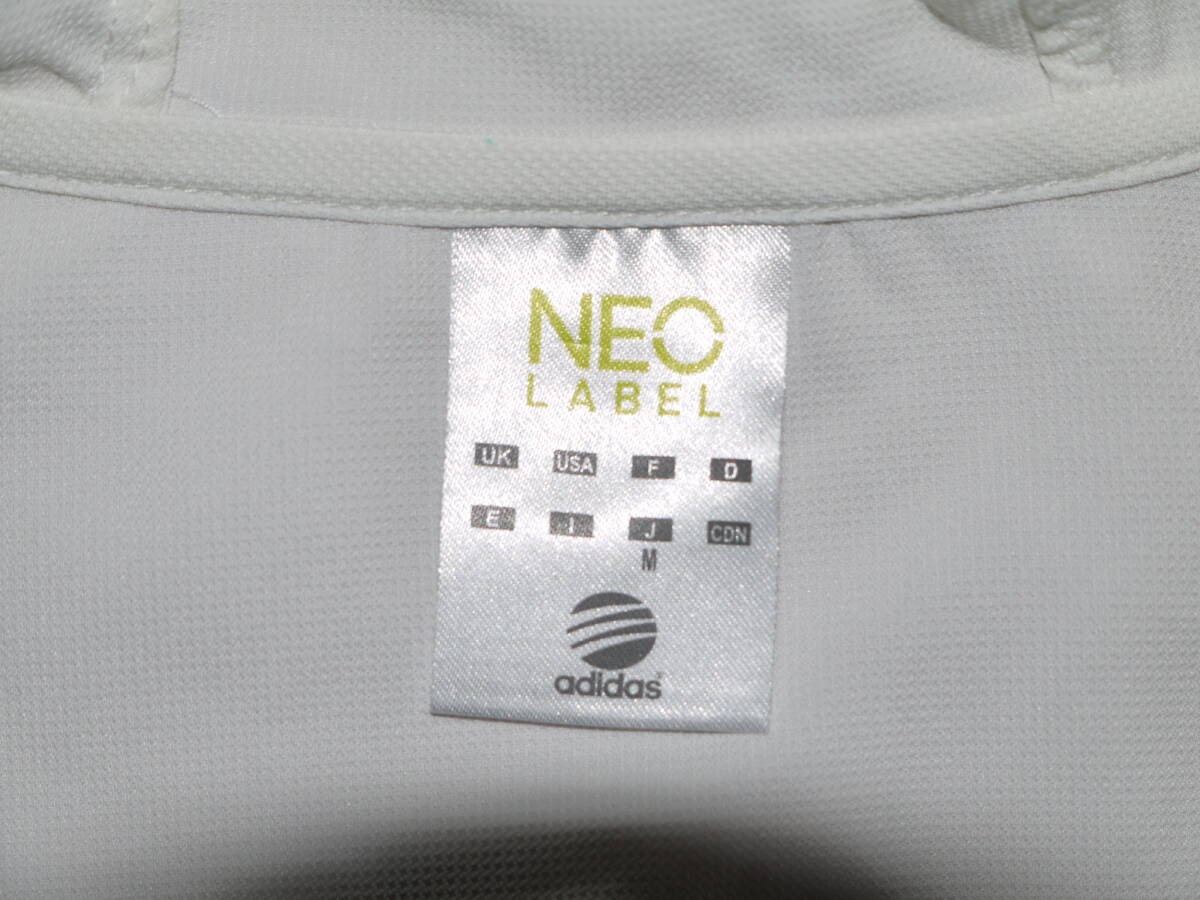 NEO
LABEL
UK USA F D
E I J CDN
M
adidas